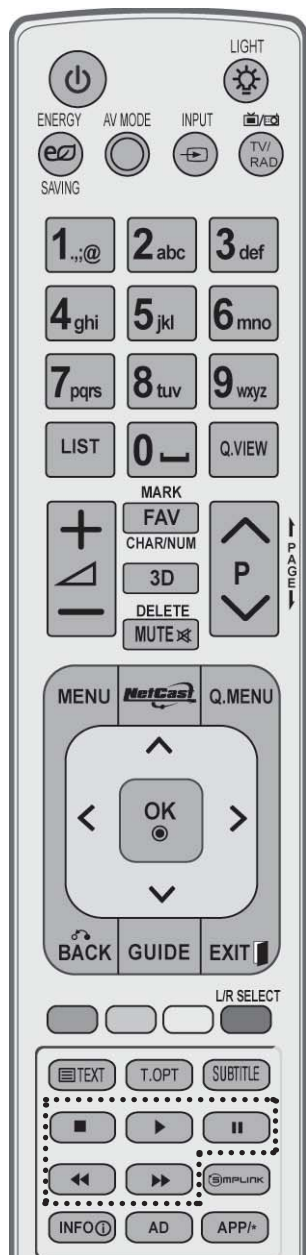 LIGHT
ENERGY AV MODE INPUT
TV/
RAD
SAVING
1.,;@ 2abc 3def
4ghi 5jkl 6mno
7pqrs 8tuv 9wxyz
LIST 0 Q.VIEW
MARK
FAV
CHAR/NUM
3D
P
PAGE
DELETE
MUTE
MENU NetCast Q.MENU
OK
BACK GUIDE EXIT
L/R SELECT
TEXT T.OPT SUBTITLE
SIMPLINK
INFO AD APP/*